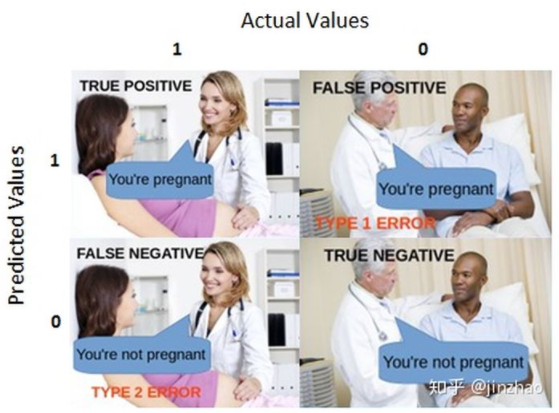 Actual Values
1
0
Predicted Values
1
TRUE POSITIVE
You're pregnant
FALSE POSITIVE
You're pregnant
TYPE 1 ERROR
0
FALSE NEGATIVE
You're not pregnant
TYPE 2 ERROR
TRUE NEGATIVE
You're not pregnant
知乎 @jinzhao